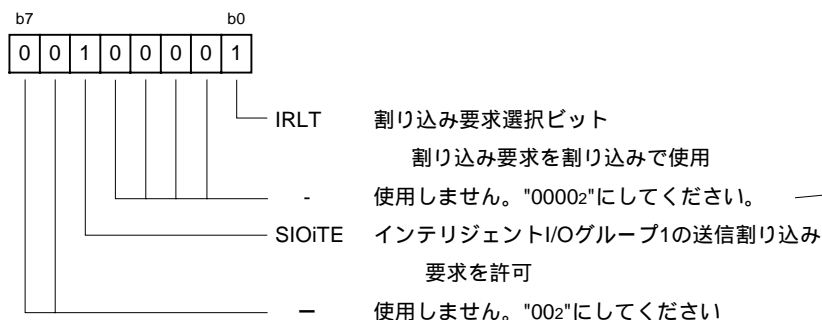 b7 b0
0 0 1 0 0 0 0 1
IRLT 割り込み要求選択ビット
割り込み要求を割り込みで使用
- 使用しません。"00002"にしてください。
SIOiTE インテリジェントI/Oグループ1の送信割り込み
要求を許可
ー 使用しません。"002"にしてください